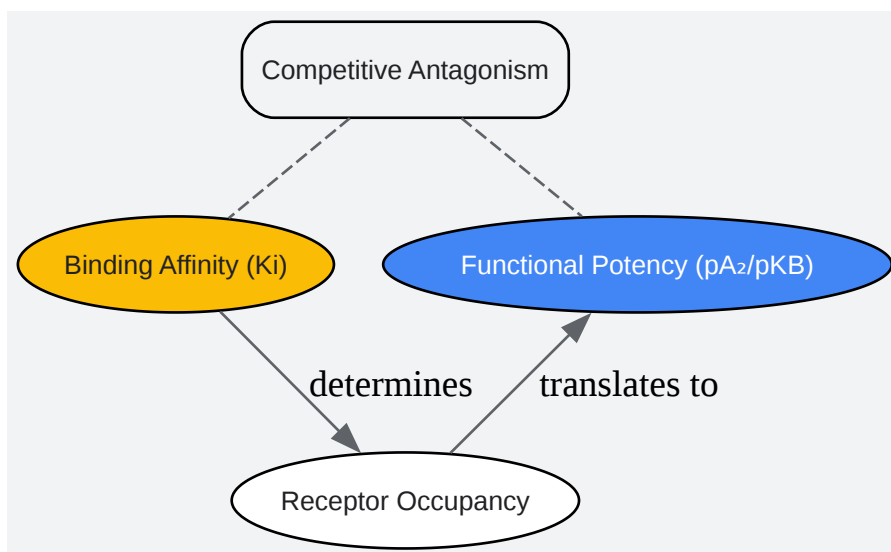 Competitive Antagonism
Binding Affinity (Ki)
Functional Potency (pA₂/pKB)
determines
translates to
Receptor Occupancy